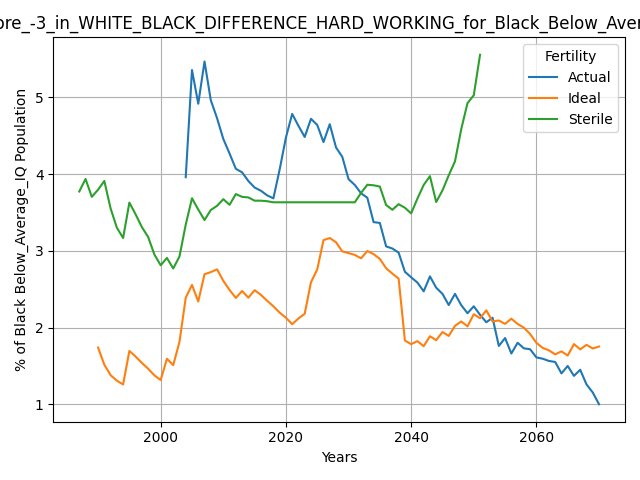 ore_-3_in_WHITE_BLACK_DIFFERENCE_HARD_WORKING_for_Black_Below_Aver
Fertility
Actual
Ideal
Sterile
% of Black Below_Average_IQ Population
5
4
3
2
1
2000 2020 2040 2060
Years